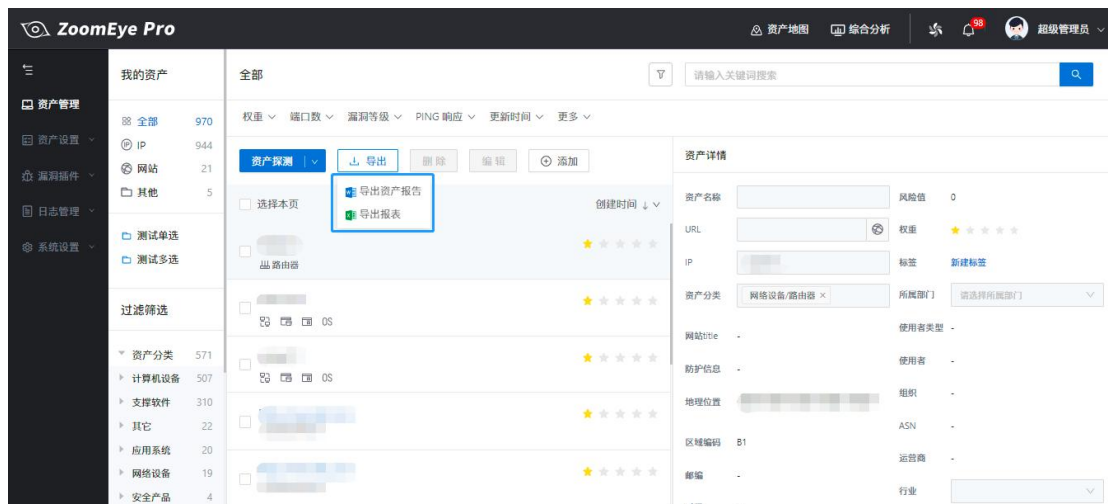 ZoomEye Pro
资产地图
综合分析
98
超级管理员
资产管理
资产设置
漏洞插件
日志管理
系统设置
我的资产
全部 970
IP 944
网站 21
其他 5
测试单选
测试多选
过滤筛选
资产分类 571
计算机设备 507
支撑软件 310
其它 22
应用系统 20
网络设备 19
安全产品 4
全部
请输入关键词搜索
权重 端口数 漏洞等级 PING 响应 更新时间 更多
资产探测 导出 删除 编辑 添加
导出资产报告
导出报表
选择本页 创建时间
路由器
OS
OS
资产详情
资产名称
风险值 0
URL
权重
IP
标签 新建标签
资产分类 网络设备/路由器 ×
所属部门 请选择所属部门
网站title -
使用者类型 -
防护信息 -
使用者 -
地理位置
组织 -
ASN -
区域编码 B1
运营商 -
邮编 -
行业